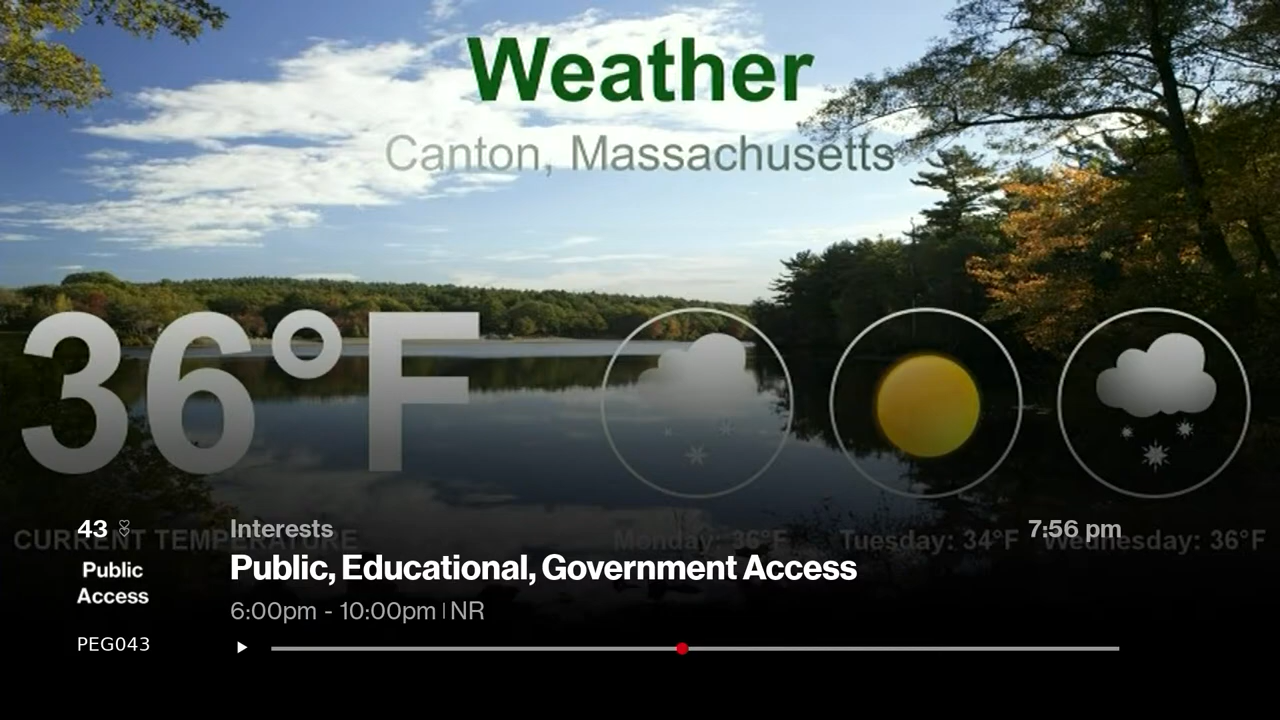 Weather
Canton, Massachusetts
36°F
CURRENT TEMPERATURE
Monday: 36°F
Tuesday: 34°F
Wednesday: 36°F
43
Interests
7:56 pm
Public
Access
Public, Educational, Government Access
6:00pm - 10:00pm | NR
PEG043